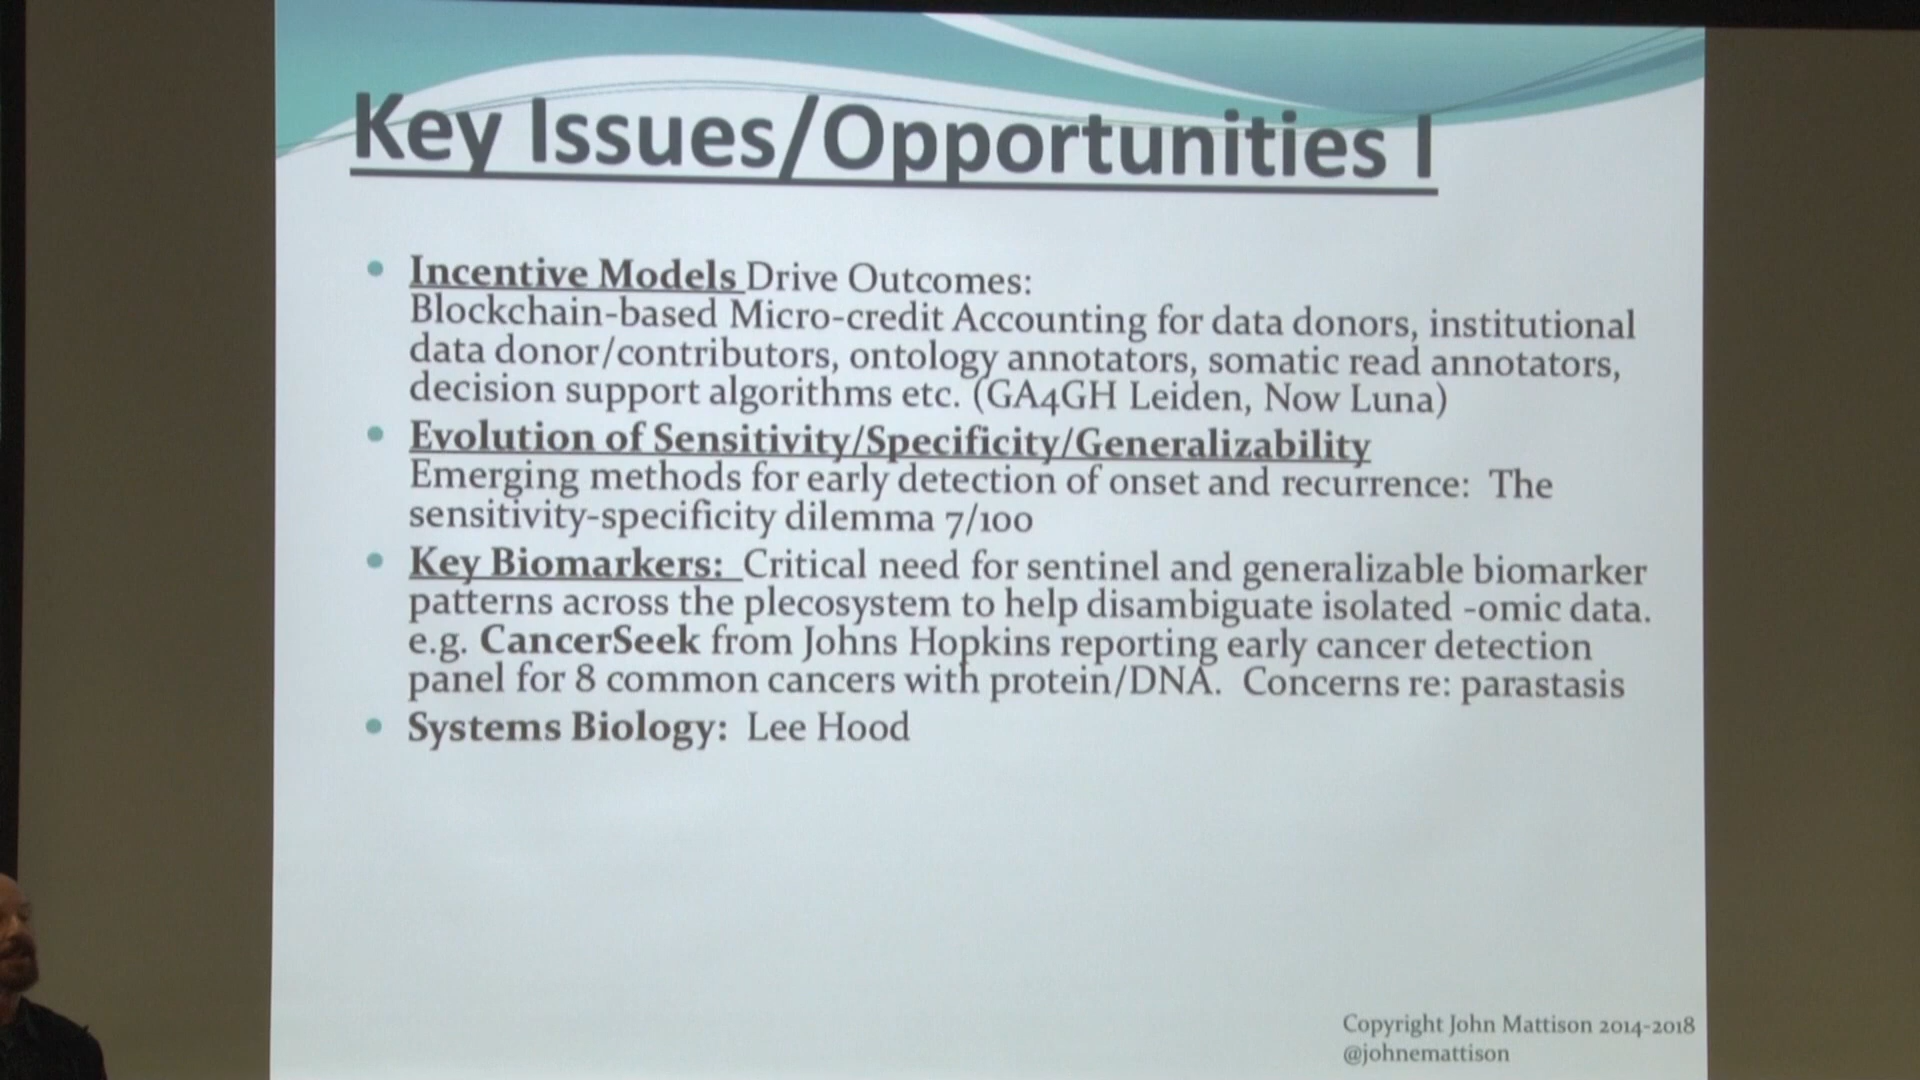 Key Issues/Opportunities I
Incentive Models Drive Outcomes:
Blockchain-based Micro-credit Accounting for data donors, institutional
data donor/contributors, ontology annotators, somatic read annotators,
decision support algorithms etc. (GA4GH Leiden, Now Luna)
Evolution of Sensitivity/Specificity/Generalizability
Emerging methods for early detection of onset and recurrence: The
sensitivity-specificity dilemma 7/100
Key Biomarkers: Critical need for sentinel and generalizable biomarker
patterns across the plecosystem to help disambiguate isolated -omic data.
e.g. CancerSeek from Johns Hopkins reporting early cancer detection
panel for 8 common cancers with protein/DNA. Concerns re: parastasis
Systems Biology: Lee Hood
Copyright John Mattison 2014-2018
@johnemattison